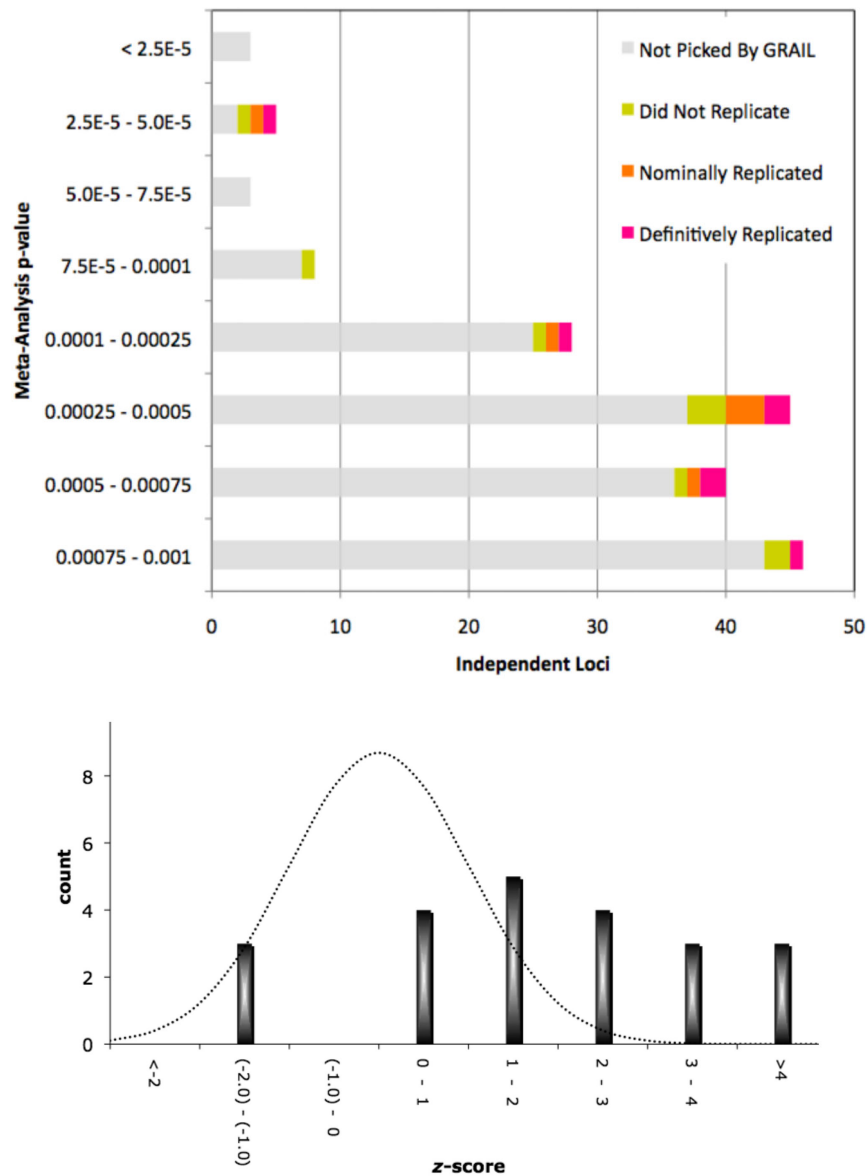 < 2.5E-5
2.5E-5 - 5.0E-5
5.0E-5 - 7.5E-5
7.5E-5 - 0.0001
0.0001 - 0.00025
0.00025 - 0.0005
0.0005 - 0.00075
0.00075 - 0.001
Meta-Analysis p-value
Not Picked By GRAIL
Did Not Replicate
Nominally Replicated
Definitively Replicated
0 10 20 30 40 50
Independent Loci
8
6
4
2
0
count
<-2
(-2.0) - (-1.0)
(-1.0) - 0
0 - 1
1 - 2
2 - 3
3 - 4
>4
z-score